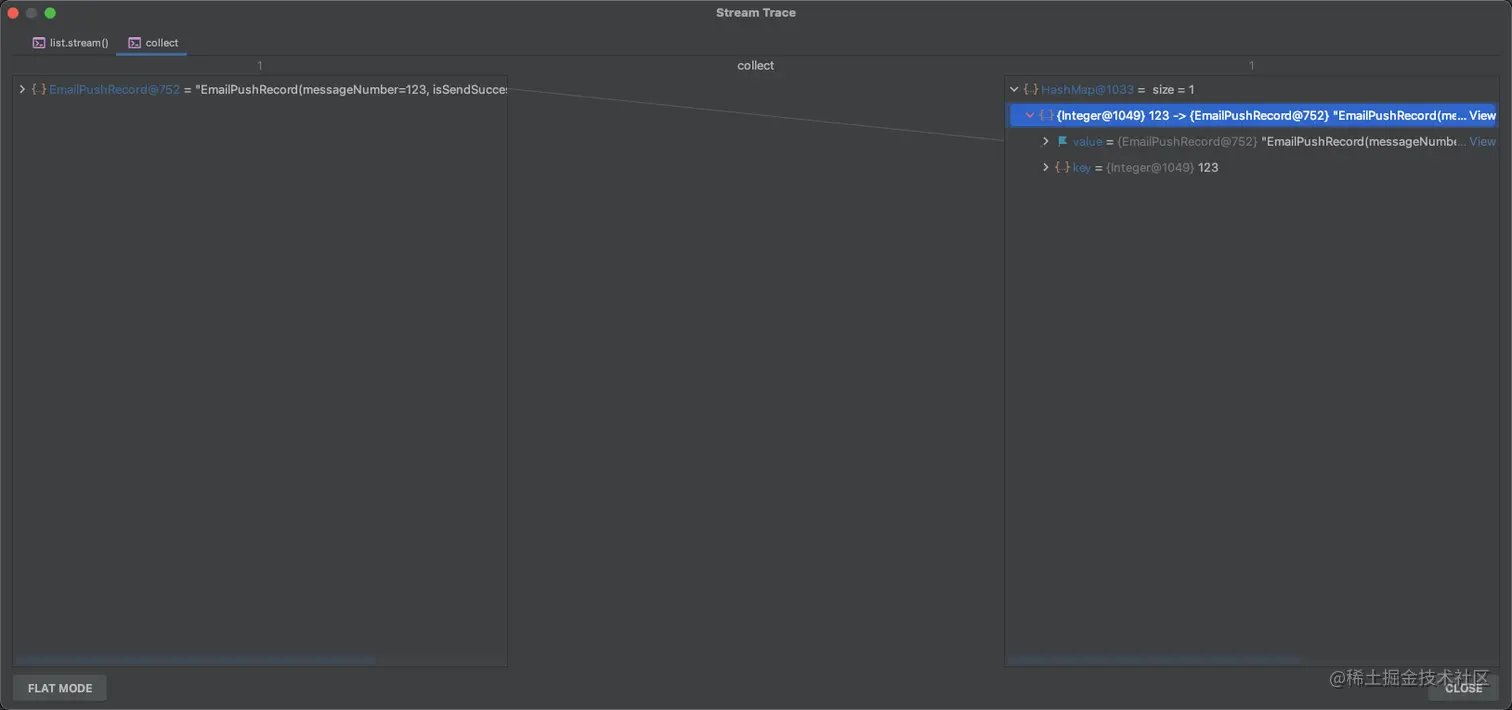 Stream Trace
list.stream() collect
1 collect 1
{..} EmailPushRecord@752 = "EmailPushRecord(messageNumber=123, isSendSucces
{..} HashMap@1033 = size = 1
{..} {Integer@1049} 123 -> {EmailPushRecord@752} "EmailPushRecord(me... View
value = {EmailPushRecord@752} "EmailPushRecord(messageNumbe... View
{..} key = {Integer@1049} 123
FLAT MODE
@稀土掘金技术社区
CLOSE